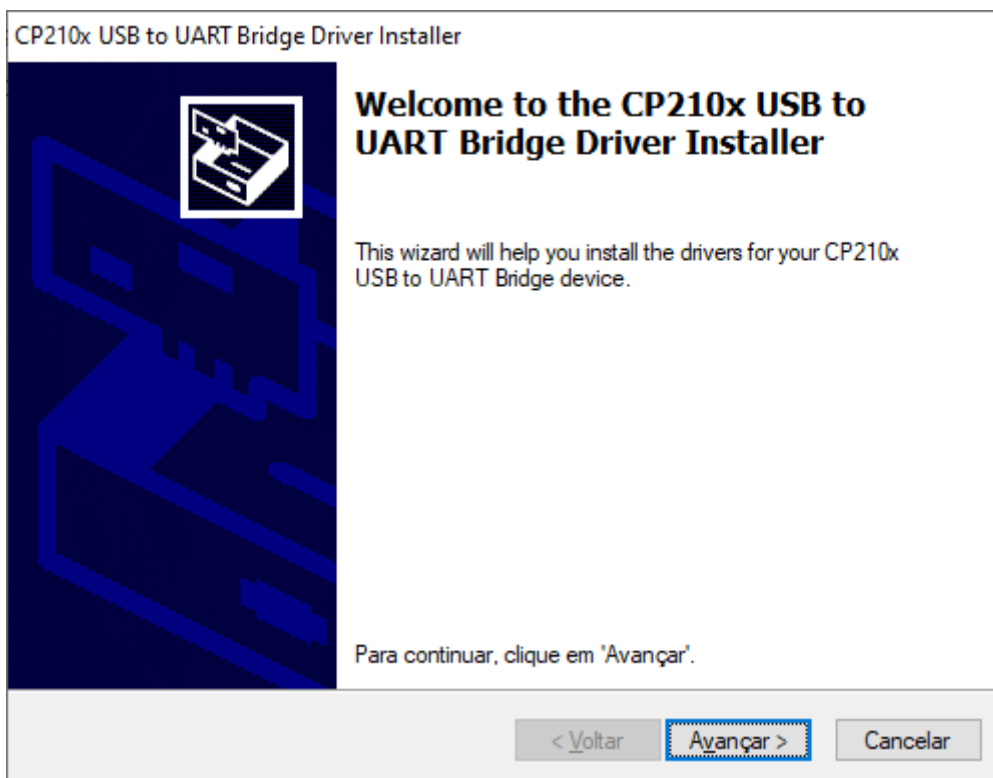 CP210x USB to UART Bridge Driver Installer
Welcome to the CP210x USB to
UART Bridge Driver Installer
This wizard will help you install the drivers for your CP210x
USB to UART Bridge device.
Para continuar, clique em 'Avançar'.
< Voltar
Avançar >
Cancelar